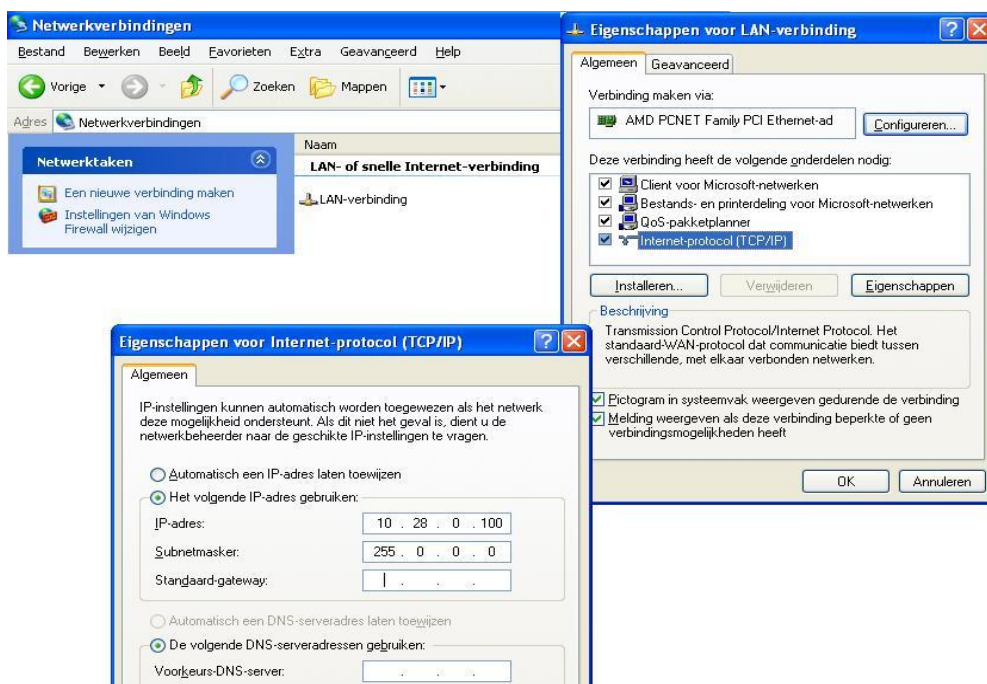 Netwerkverbindingen
Bestand Bewerken Beeld Favorieten Extra Geavanceerd Help
Vorige Zoeken Mappen
Adres Netwerkverbindingen
Netwerktaken
Een nieuwe verbinding maken
Instellingen van Windows
Firewall wijzigen
Naam
LAN- of snelle Internet-verbinding
LAN-verbinding
Eigenschappen voor LAN-verbinding
Algemeen Geavanceerd
Verbinding maken via:
AMD PCNET Family PCI Ethernet-ad Configureren...
Deze verbinding heeft de volgende onderdelen nodig:
Client voor Microsoft-netwerken
Bestands- en printerdeling voor Microsoft-netwerken
QoS-pakketplanner
Internet-protocol (TCP/IP)
Installeren... Verwijderen Eigenschappen
Beschrijving
Transmission Control Protocol/Internet Protocol. Het
standaard-WAN-protocol dat communicatie biedt tussen
verschillende, met elkaar verbonden netwerken.
Pictogram in systeemvak weergeven gedurende de verbinding
Melding weergeven als deze verbinding beperkte of geen
verbindingsmogelijkheden heeft
OK Annuleren
Eigenschappen voor Internet-protocol (TCP/IP)
Algemeen
IP-instellingen kunnen automatisch worden toegewezen als het netwerk
deze mogelijkheid ondersteunt. Als dit niet het geval is, dient u de
netwerkbeheerder naar de geschikte IP-instellingen te vragen.
Automatisch een IP-adres laten toewijzen
Het volgende IP-adres gebruiken:
IP-adres: 10 . 28 . 0 . 100
Subnetmasker: 255 . 0 . 0 . 0
Standaard-gateway: . . .
Automatisch een DNS-serveradres laten toewijzen
De volgende DNS-serveradressen gebruiken:
Voorkeurs-DNS-server: . . .